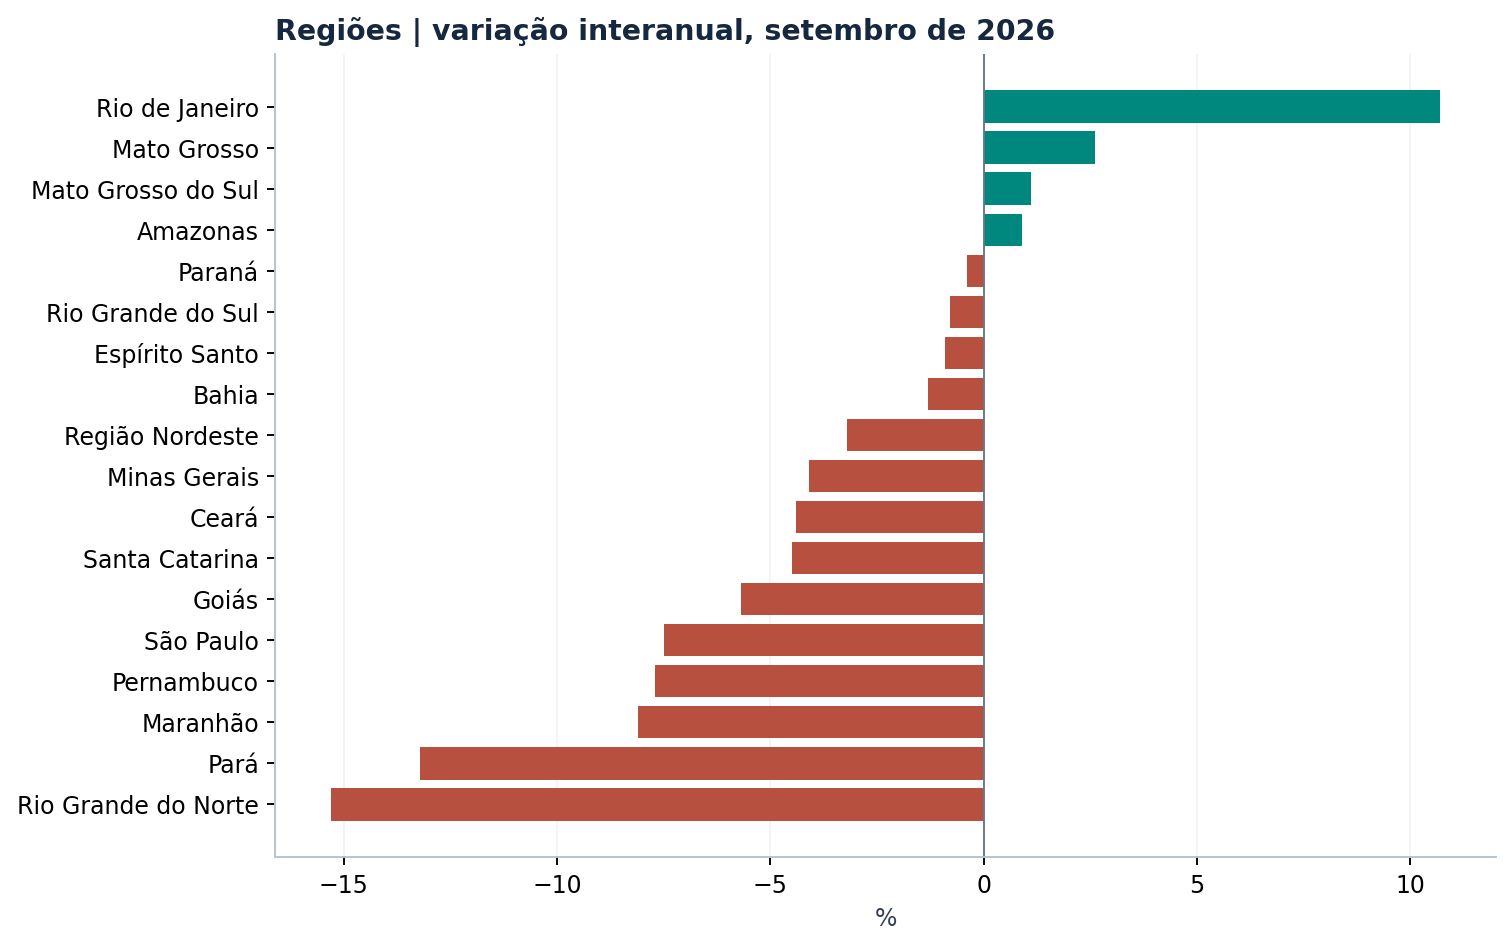 Regiões | variação interanual, setembro de 2026
Rio de Janeiro
Mato Grosso
Mato Grosso do Sul
Amazonas
Paraná
Rio Grande do Sul
Espírito Santo
Bahia
Região Nordeste
Minas Gerais
Ceará
Santa Catarina
Goiás
São Paulo
Pernambuco
Maranhão
Pará
Rio Grande do Norte
−15 −10 −5 0 5 10
%